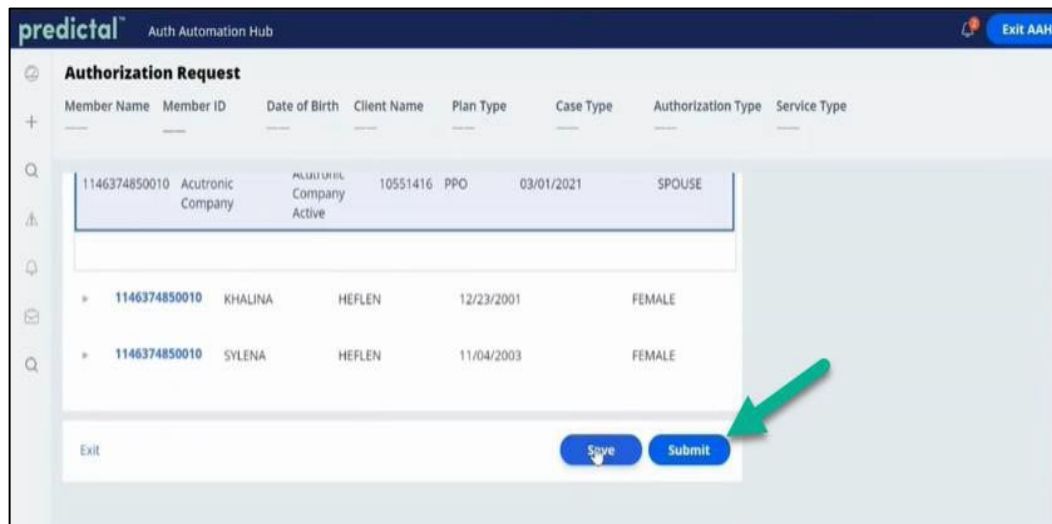 predictal™ Auth Automation Hub 2 Exit AAH
Authorization Request
Member Name Member ID Date of Birth Client Name Plan Type Case Type Authorization Type Service Type
Acutronic
1146374850010 Acutronic Company 10551416 PPO 03/01/2021 SPOUSE
Company Active
1146374850010 KHALINA HEFLEN 12/23/2001 FEMALE
1146374850010 SYLENA HEFLEN 11/04/2003 FEMALE
Exit Save Submit